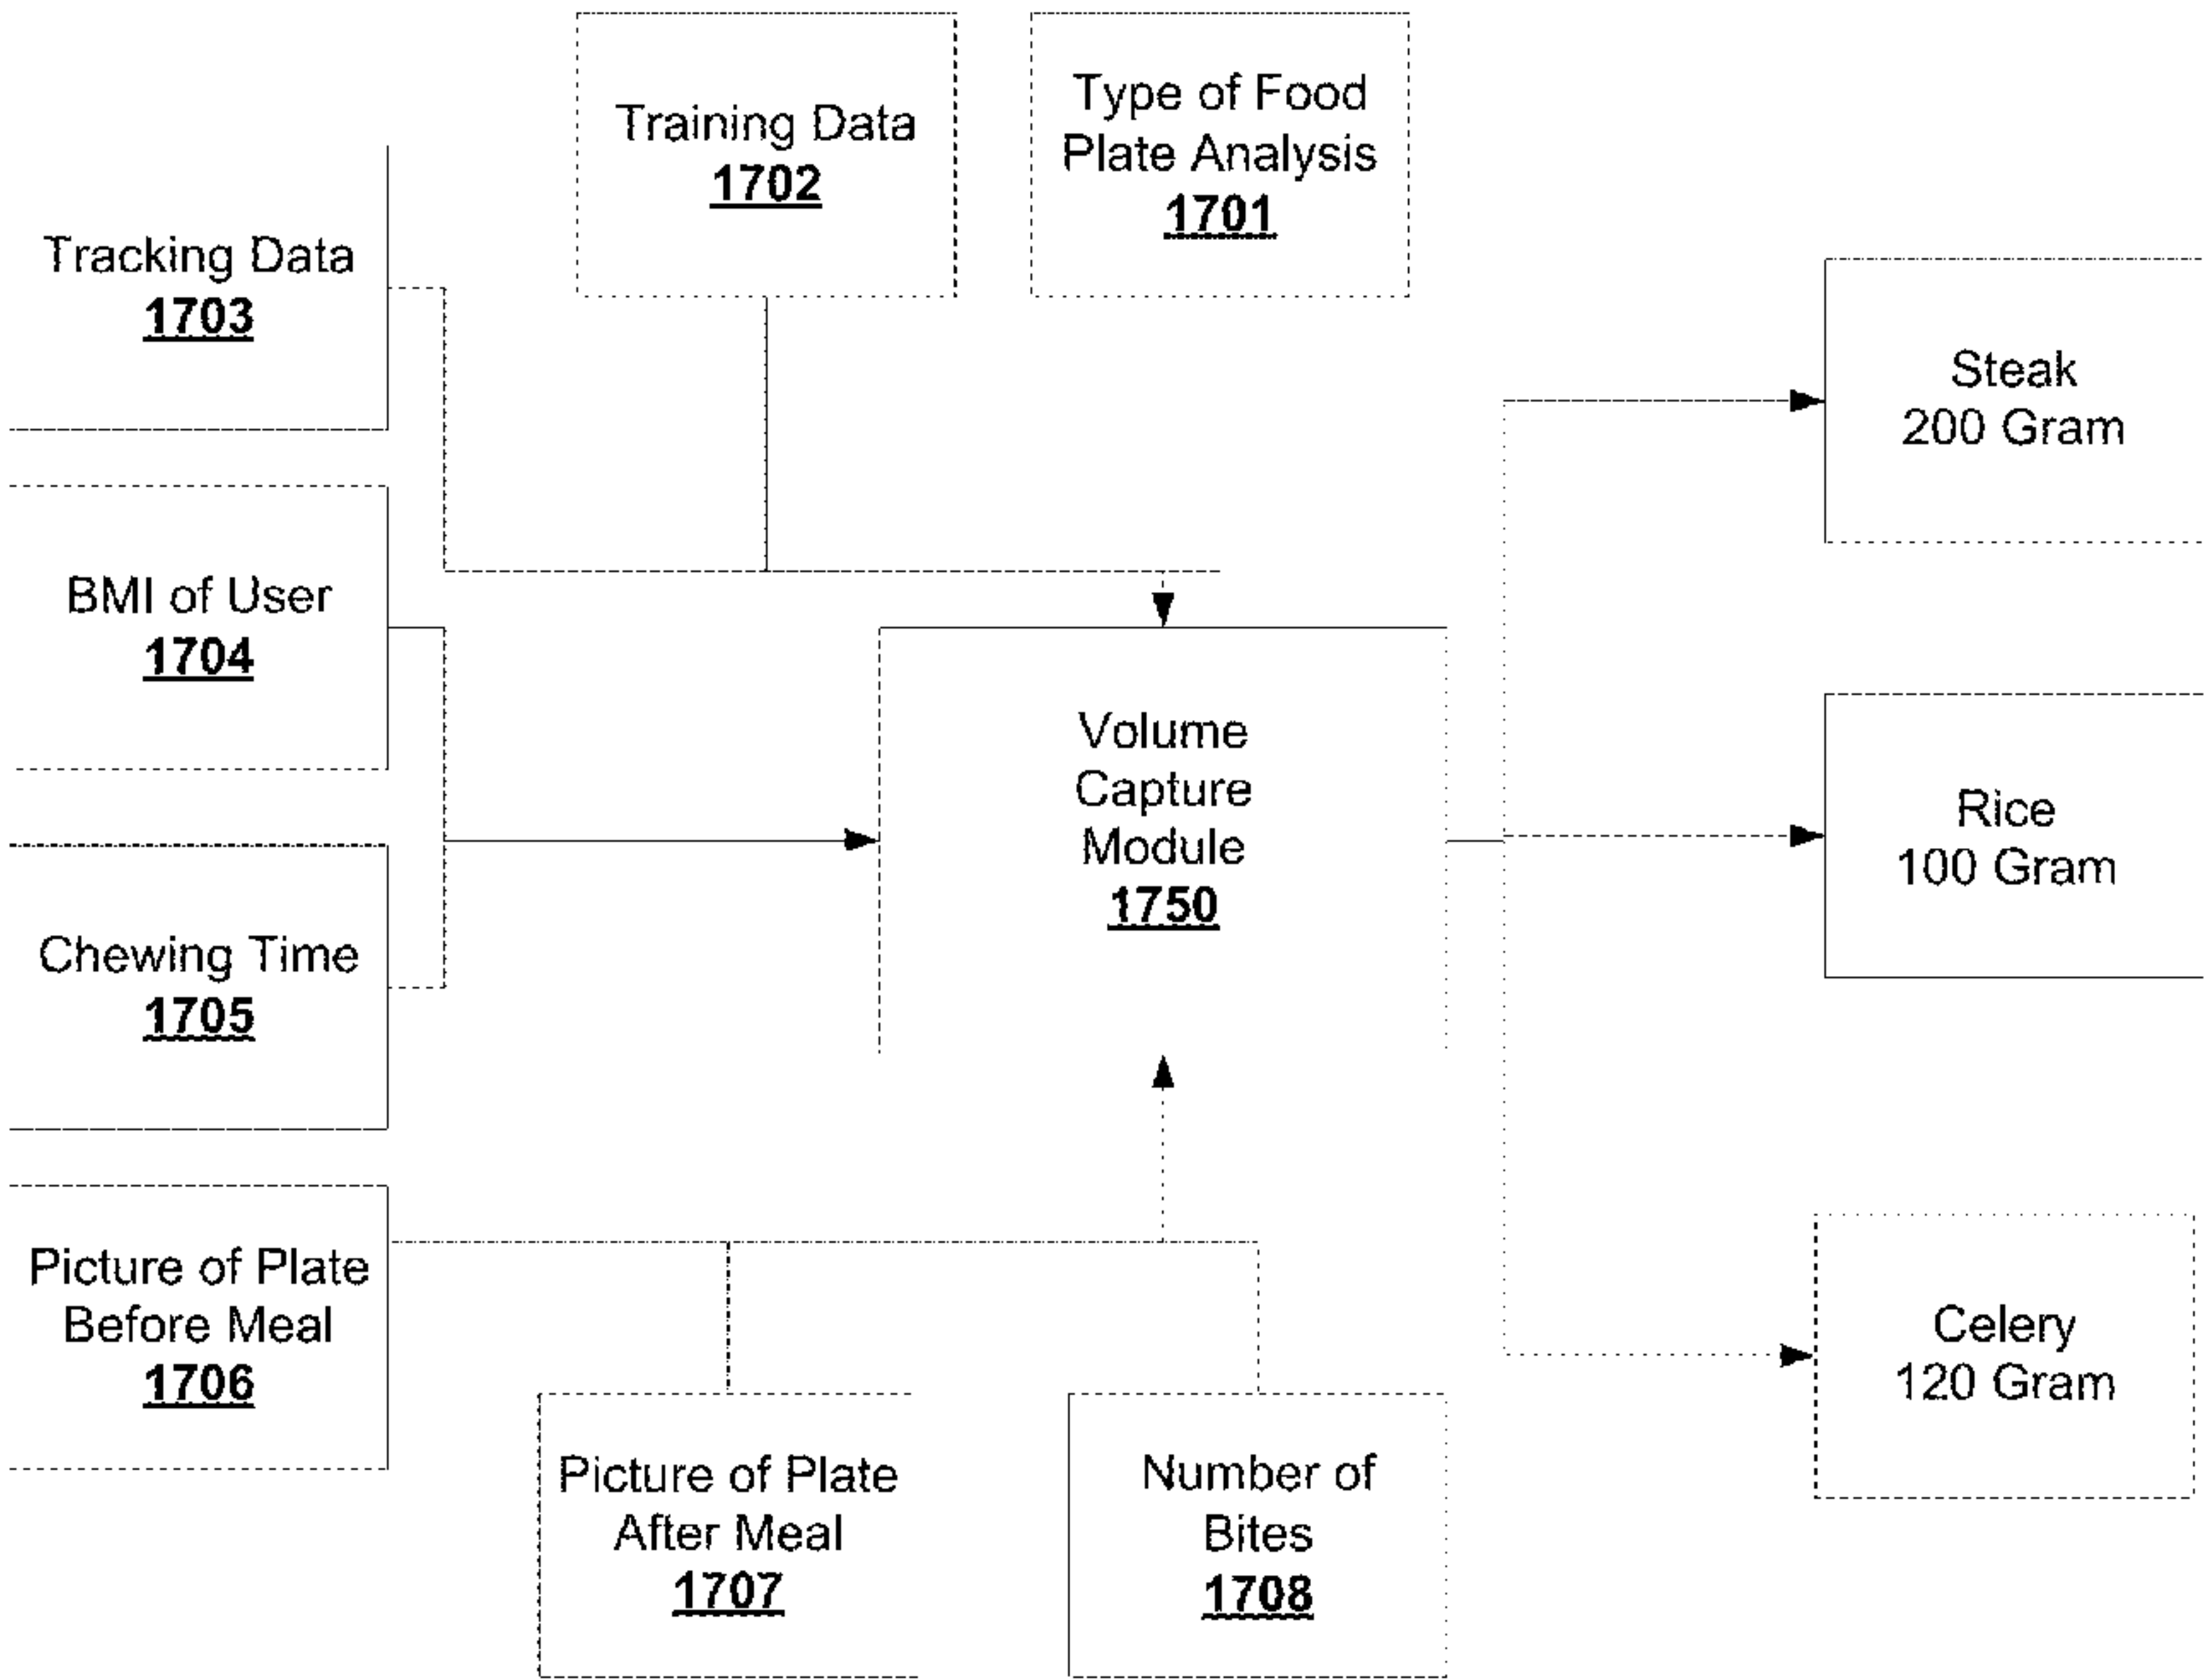 Training Data
1702
Type of Food
Plate Analysis
1701
Tracking Data
1703
Steak
200 Gram
BMI of User
1704
Volume
Capture
Module
1750
Rice
100 Gram
Chewing Time
1705
Picture of Plate
Before Meal
1706
Celery
120 Gram
Picture of Plate
After Meal
1707
Number of
Bites
1708